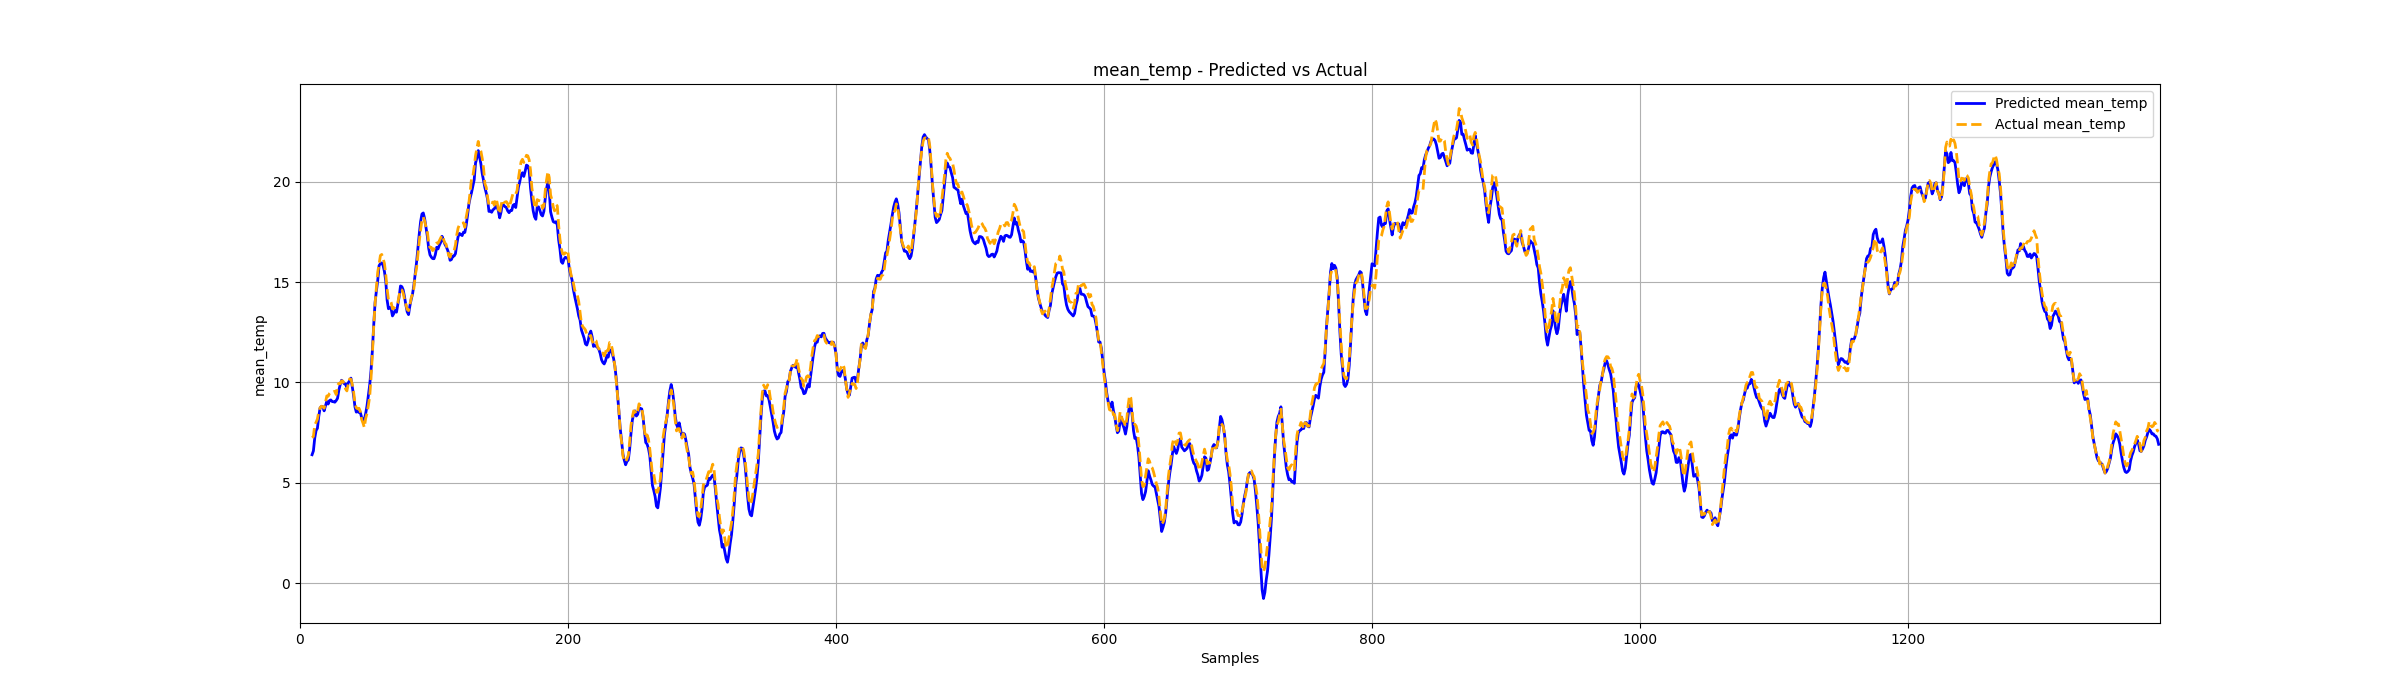 mean_temp - Predicted vs Actual
Predicted mean_temp
Actual mean_temp
mean_temp
20
15
10
5
0
0 200 400 600 800 1000 1200
Samples